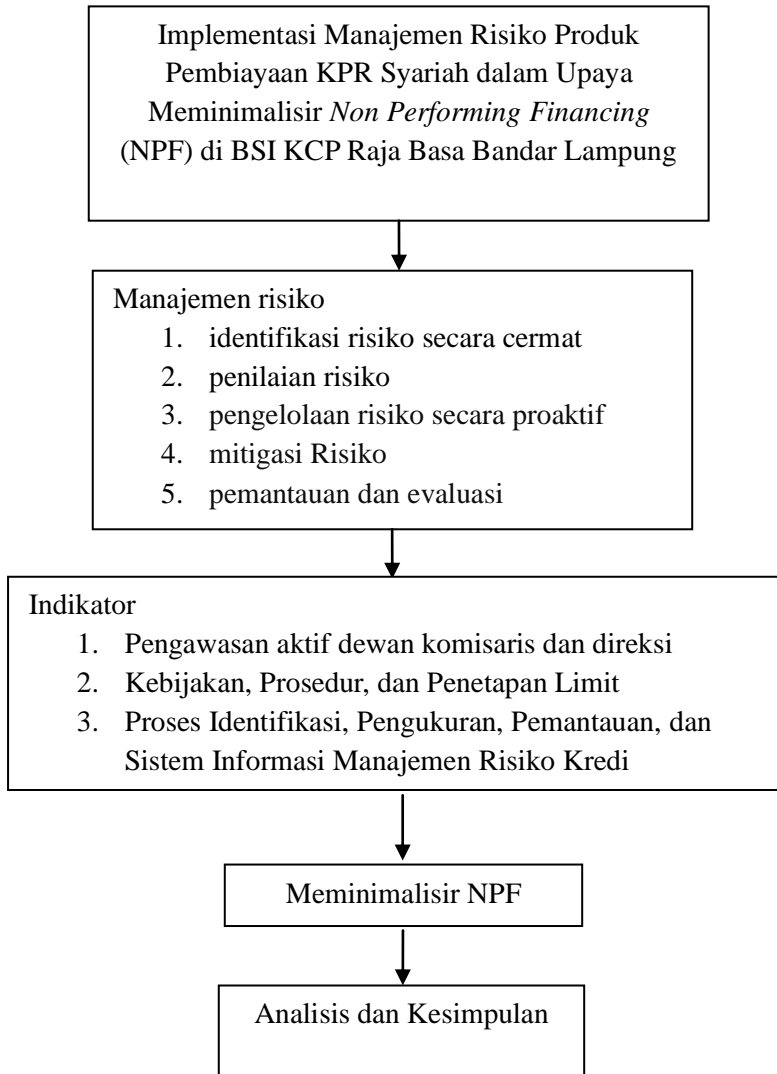 Implementasi Manajemen Risiko Produk
Pembiayaan KPR Syariah dalam Upaya
Meminimalisir Non Performing Financing
(NPF) di BSI KCP Raja Basa Bandar Lampung
Manajemen risiko
1. identifikasi risiko secara cermat
2. penilaian risiko
3. pengelolaan risiko secara proaktif
4. mitigasi Risiko
5. pemantauan dan evaluasi
Indikator
1. Pengawasan aktif dewan komisaris dan direksi
2. Kebijakan, Prosedur, dan Penetapan Limit
3. Proses Identifikasi, Pengukuran, Pemantauan, dan
Sistem Informasi Manajemen Risiko Kredi
Meminimalisir NPF
Analisis dan Kesimpulan